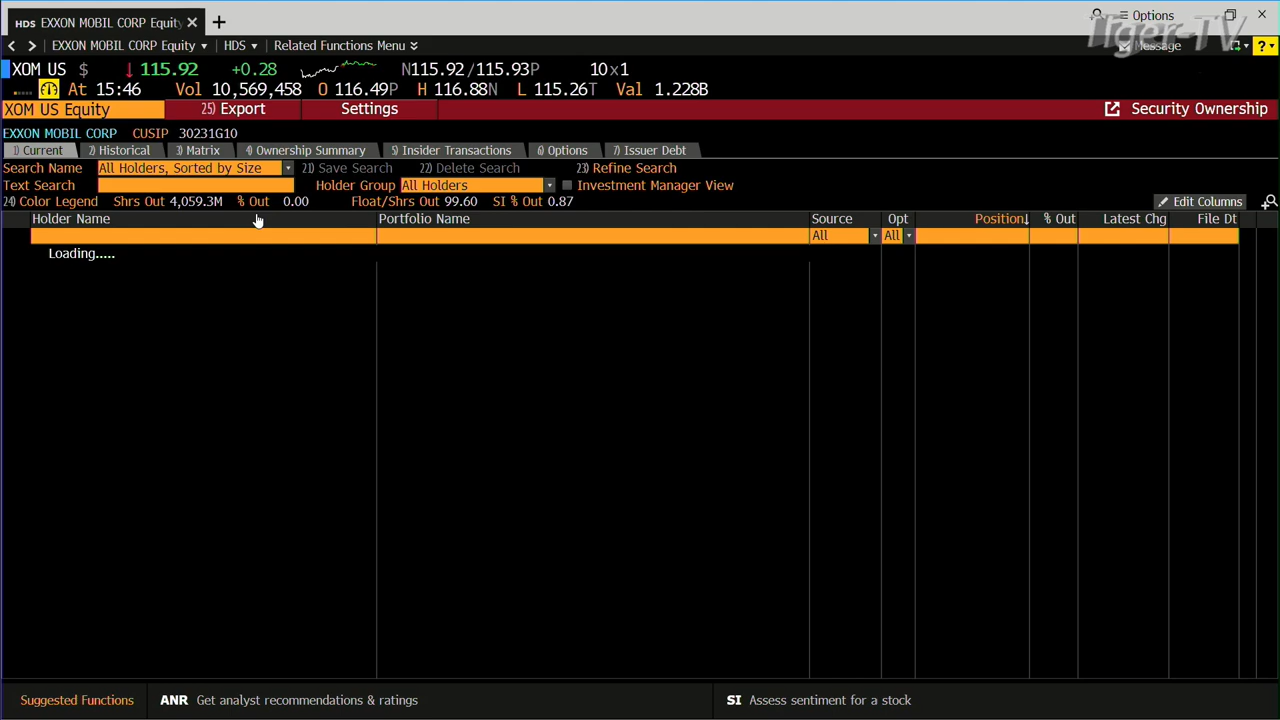 HDS EXXON MOBIL CORP Equity × +
Options
Tiger-TV
< > EXXON MOBIL CORP Equity HDS Related Functions Menu Message ?
XOM US $ ↓ 115.92 +0.28 N115.92/115.93P 10x1
At 15:46 Vol 10,569,458 O 116.49P H 116.88N L 115.26T Val 1.228B
XOM US Equity 25) Export Settings Security Ownership
EXXON MOBIL CORP CUSIP 30231G10
1) Current 2) Historical 3) Matrix 4) Ownership Summary 5) Insider Transactions 6) Options 7) Issuer Debt
Search Name All Holders, Sorted by Size 21) Save Search 22) Delete Search 23) Refine Search
Text Search Holder Group All Holders Investment Manager View
24) Color Legend Shrs Out 4,059.3M % Out 0.00 Float/Shrs Out 99.60 SI % Out 0.87 Edit Columns
Holder Name Portfolio Name Source Opt Position↓ % Out Latest Chg File Dt
All All
Loading.....
Suggested Functions ANR Get analyst recommendations & ratings SI Assess sentiment for a stock